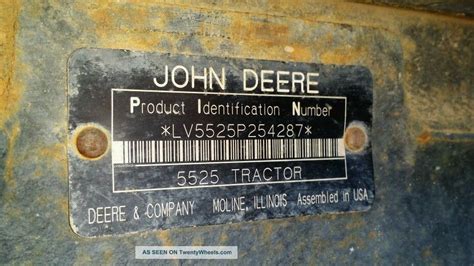 JOHN DEERE
Product Identification Number
*LV5525P254287*
5525 TRACTOR
DEERE & COMPANY MOLINE, ILLINOIS Assembled in USA
AS SEEN ON TwentyWheels.com